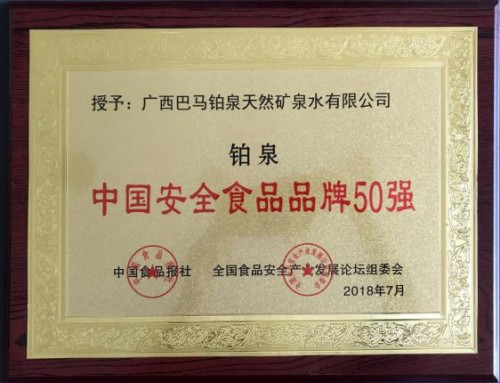 授予：广西巴马铂泉天然矿泉水有限公司
铂泉
中国安全食品品牌50强
中国食品报社 全国食品安全产业发展论坛组委会
2018年7月